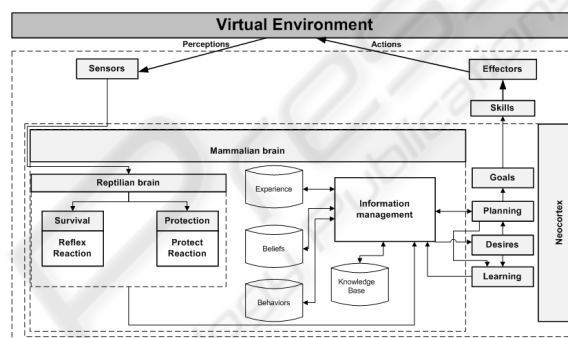 Virtual Environment
Perceptions
Actions
Sensors
Effectors
Skills
Mammalian brain
Reptilian brain
Survival
Protection
Reflex
Reaction
Protect
Reaction
Experience
Beliefs
Behaviors
Information
management
Knowledge
Base
Goals
Planning
Desires
Learning
Neocortex